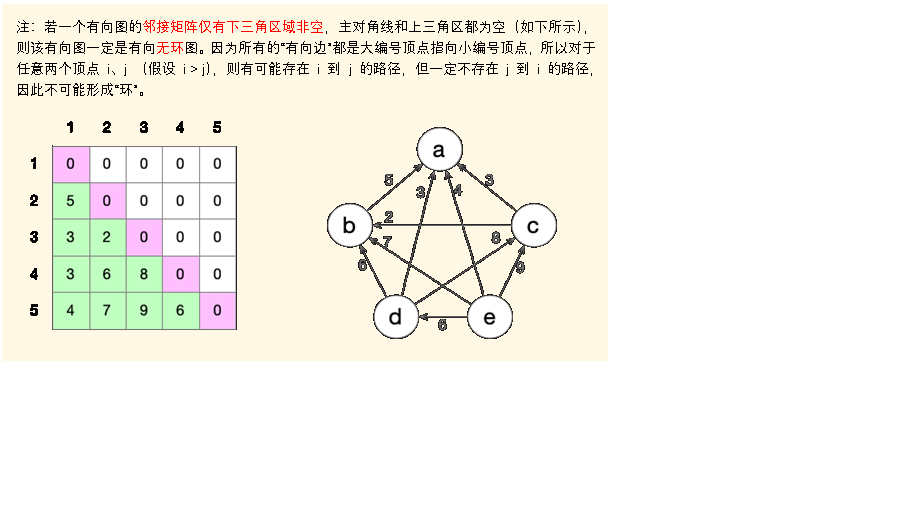 注：若一个有向图的邻接矩阵仅有下三角区域非空，主对角线和上三角区都为空（如下所示），
则该有向图一定是有向无环图。因为所有的“有向边”都是大编号顶点指向小编号顶点，所以对于
任意两个顶点 i、j （假设 i > j），则有可能存在 i 到 j 的路径，但一定不存在 j 到 i 的路径，
因此不可能形成“环”。
1 2 3 4 5
1 0 0 0 0 0
2 5 0 0 0 0
3 3 2 0 0 0
4 3 6 8 0 0
5 4 7 9 6 0
a
5 3 4 3
b 2 c
7 8
6 9
d 6 e